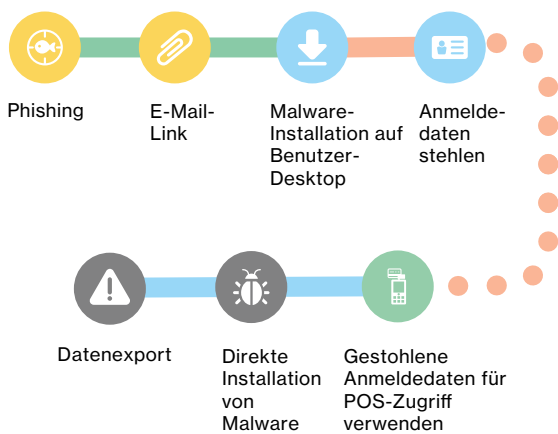 Phishing
E-Mail-
Link
Malware-
Installation auf
Benutzer-
Desktop
Anmelde-
daten
stehlen
Datenexport
Direkte
Installation
von
Malware
Gestohlene
Anmeldedaten für
POS-Zugriff
verwenden